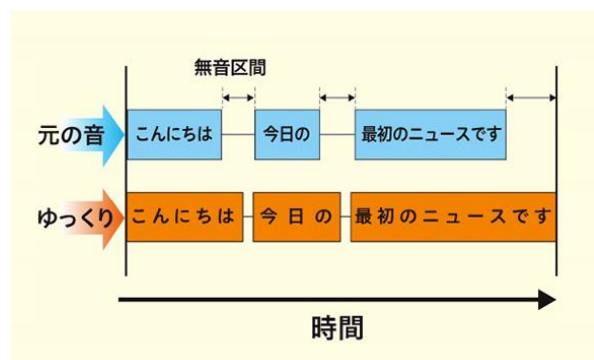 無音区間
元の音
こんにちは
今日の
最初のニュースです
ゆっくり
こんにちは
今日の
最初のニュースです
時間